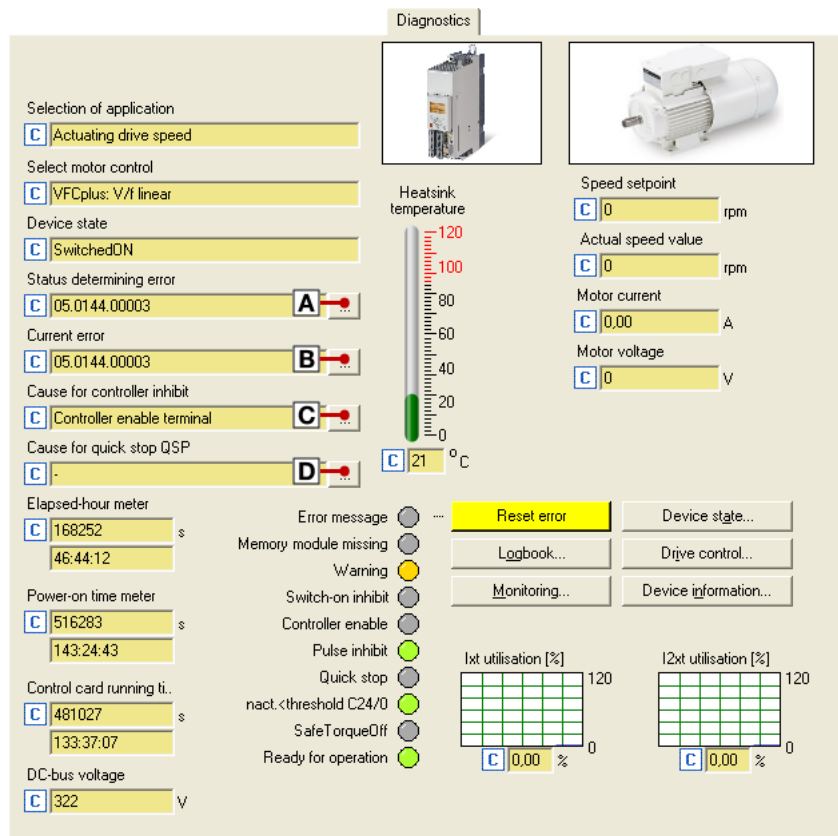 Diagnostics
Selection of application
C Actuating drive speed
Select motor control
C VFCplus: V/f linear
Device state
C SwitchedON
Status determining error
C 05.0144.00003 A ...
Current error
C 05.0144.00003 B ...
Cause for controller inhibit
C Controller enable terminal C ...
Cause for quick stop QSP
C - D ...
Elapsed-hour meter
C 168252 s
46:44:12
Power-on time meter
C 516283 s
143:24:43
Control card running ti..
C 481027 s
133:37:07
DC-bus voltage
C 322 V
Heatsink
temperature
120
100
80
60
40
20
0
C 21 °C
Speed setpoint
C 0 rpm
Actual speed value
C 0 rpm
Motor current
C 0,00 A
Motor voltage
C 0 V
Error message
Memory module missing
Warning
Switch-on inhibit
Controller enable
Pulse inhibit
Quick stop
nact.<threshold C24/0
SafeTorqueOff
Ready for operation
Reset error
Device state...
Logbook...
Drive control...
Monitoring...
Device information...
Ixt utilisation [%]
120
0
C 0,00 %
I2xt utilisation [%]
120
0
C 0,00 %